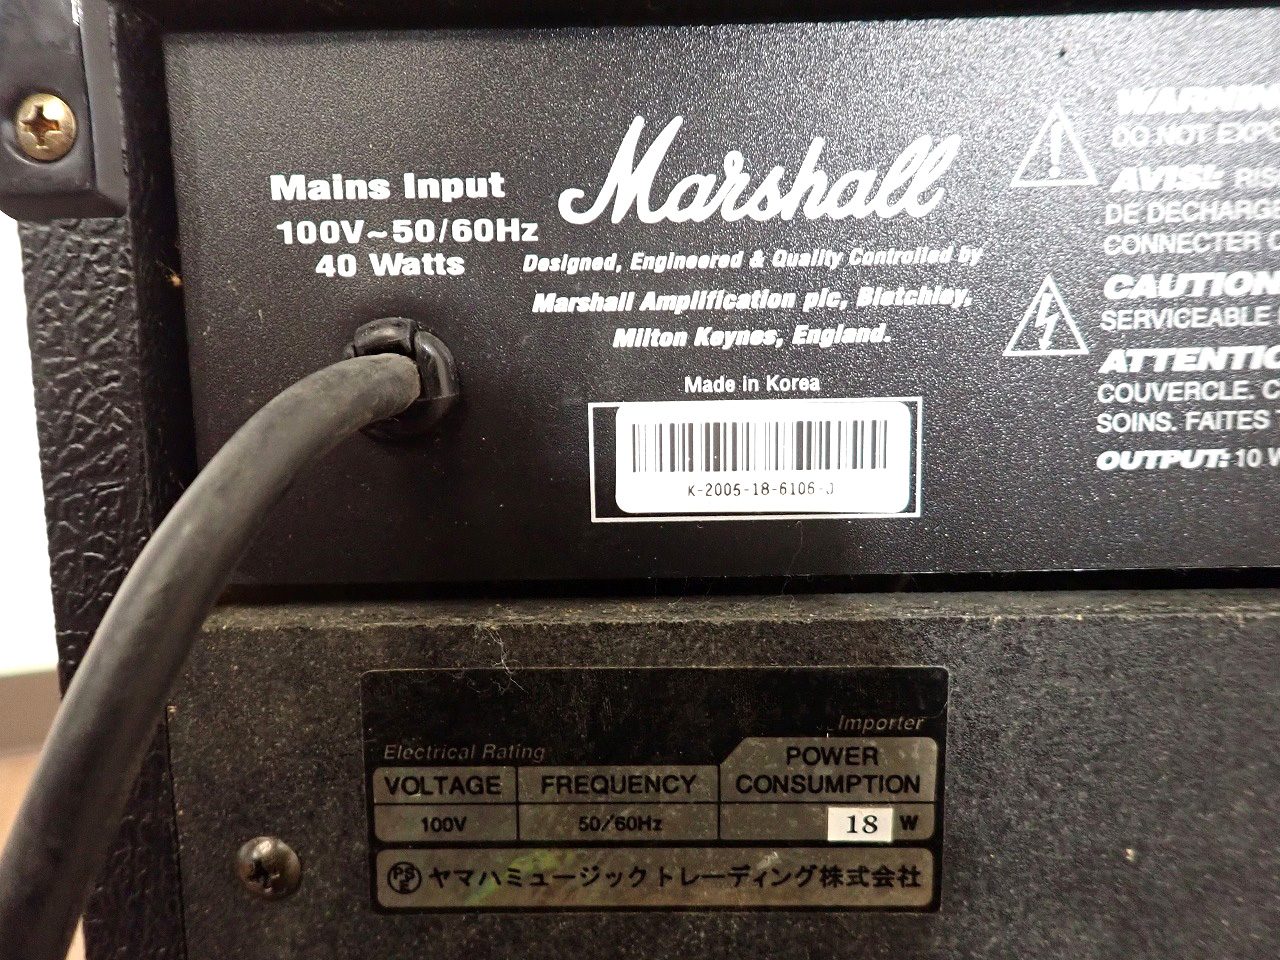 Mains Input
100V~50/60Hz
40 Watts
Marshall
Designed, Engineered & Quality Controlled by
Marshall Amplification plc, Bletchley,
Milton Keynes, England.
Made in Korea
K-2005-18-6106-J
WARNIN
DO NOT EXPO
AVIS: RIS
DE DECHARGE
CONNECTER
CAUTION
SERVICEABLE
ATTENTIO
COUVERCLE.
SOINS. FAITES
OUTPUT: 10 W
Importer
Electrical Rating
VOLTAGE FREQUENCY POWER CONSUMPTION
100V 50/60Hz 18 W
PSE ヤマハミュージックトレーディング株式会社